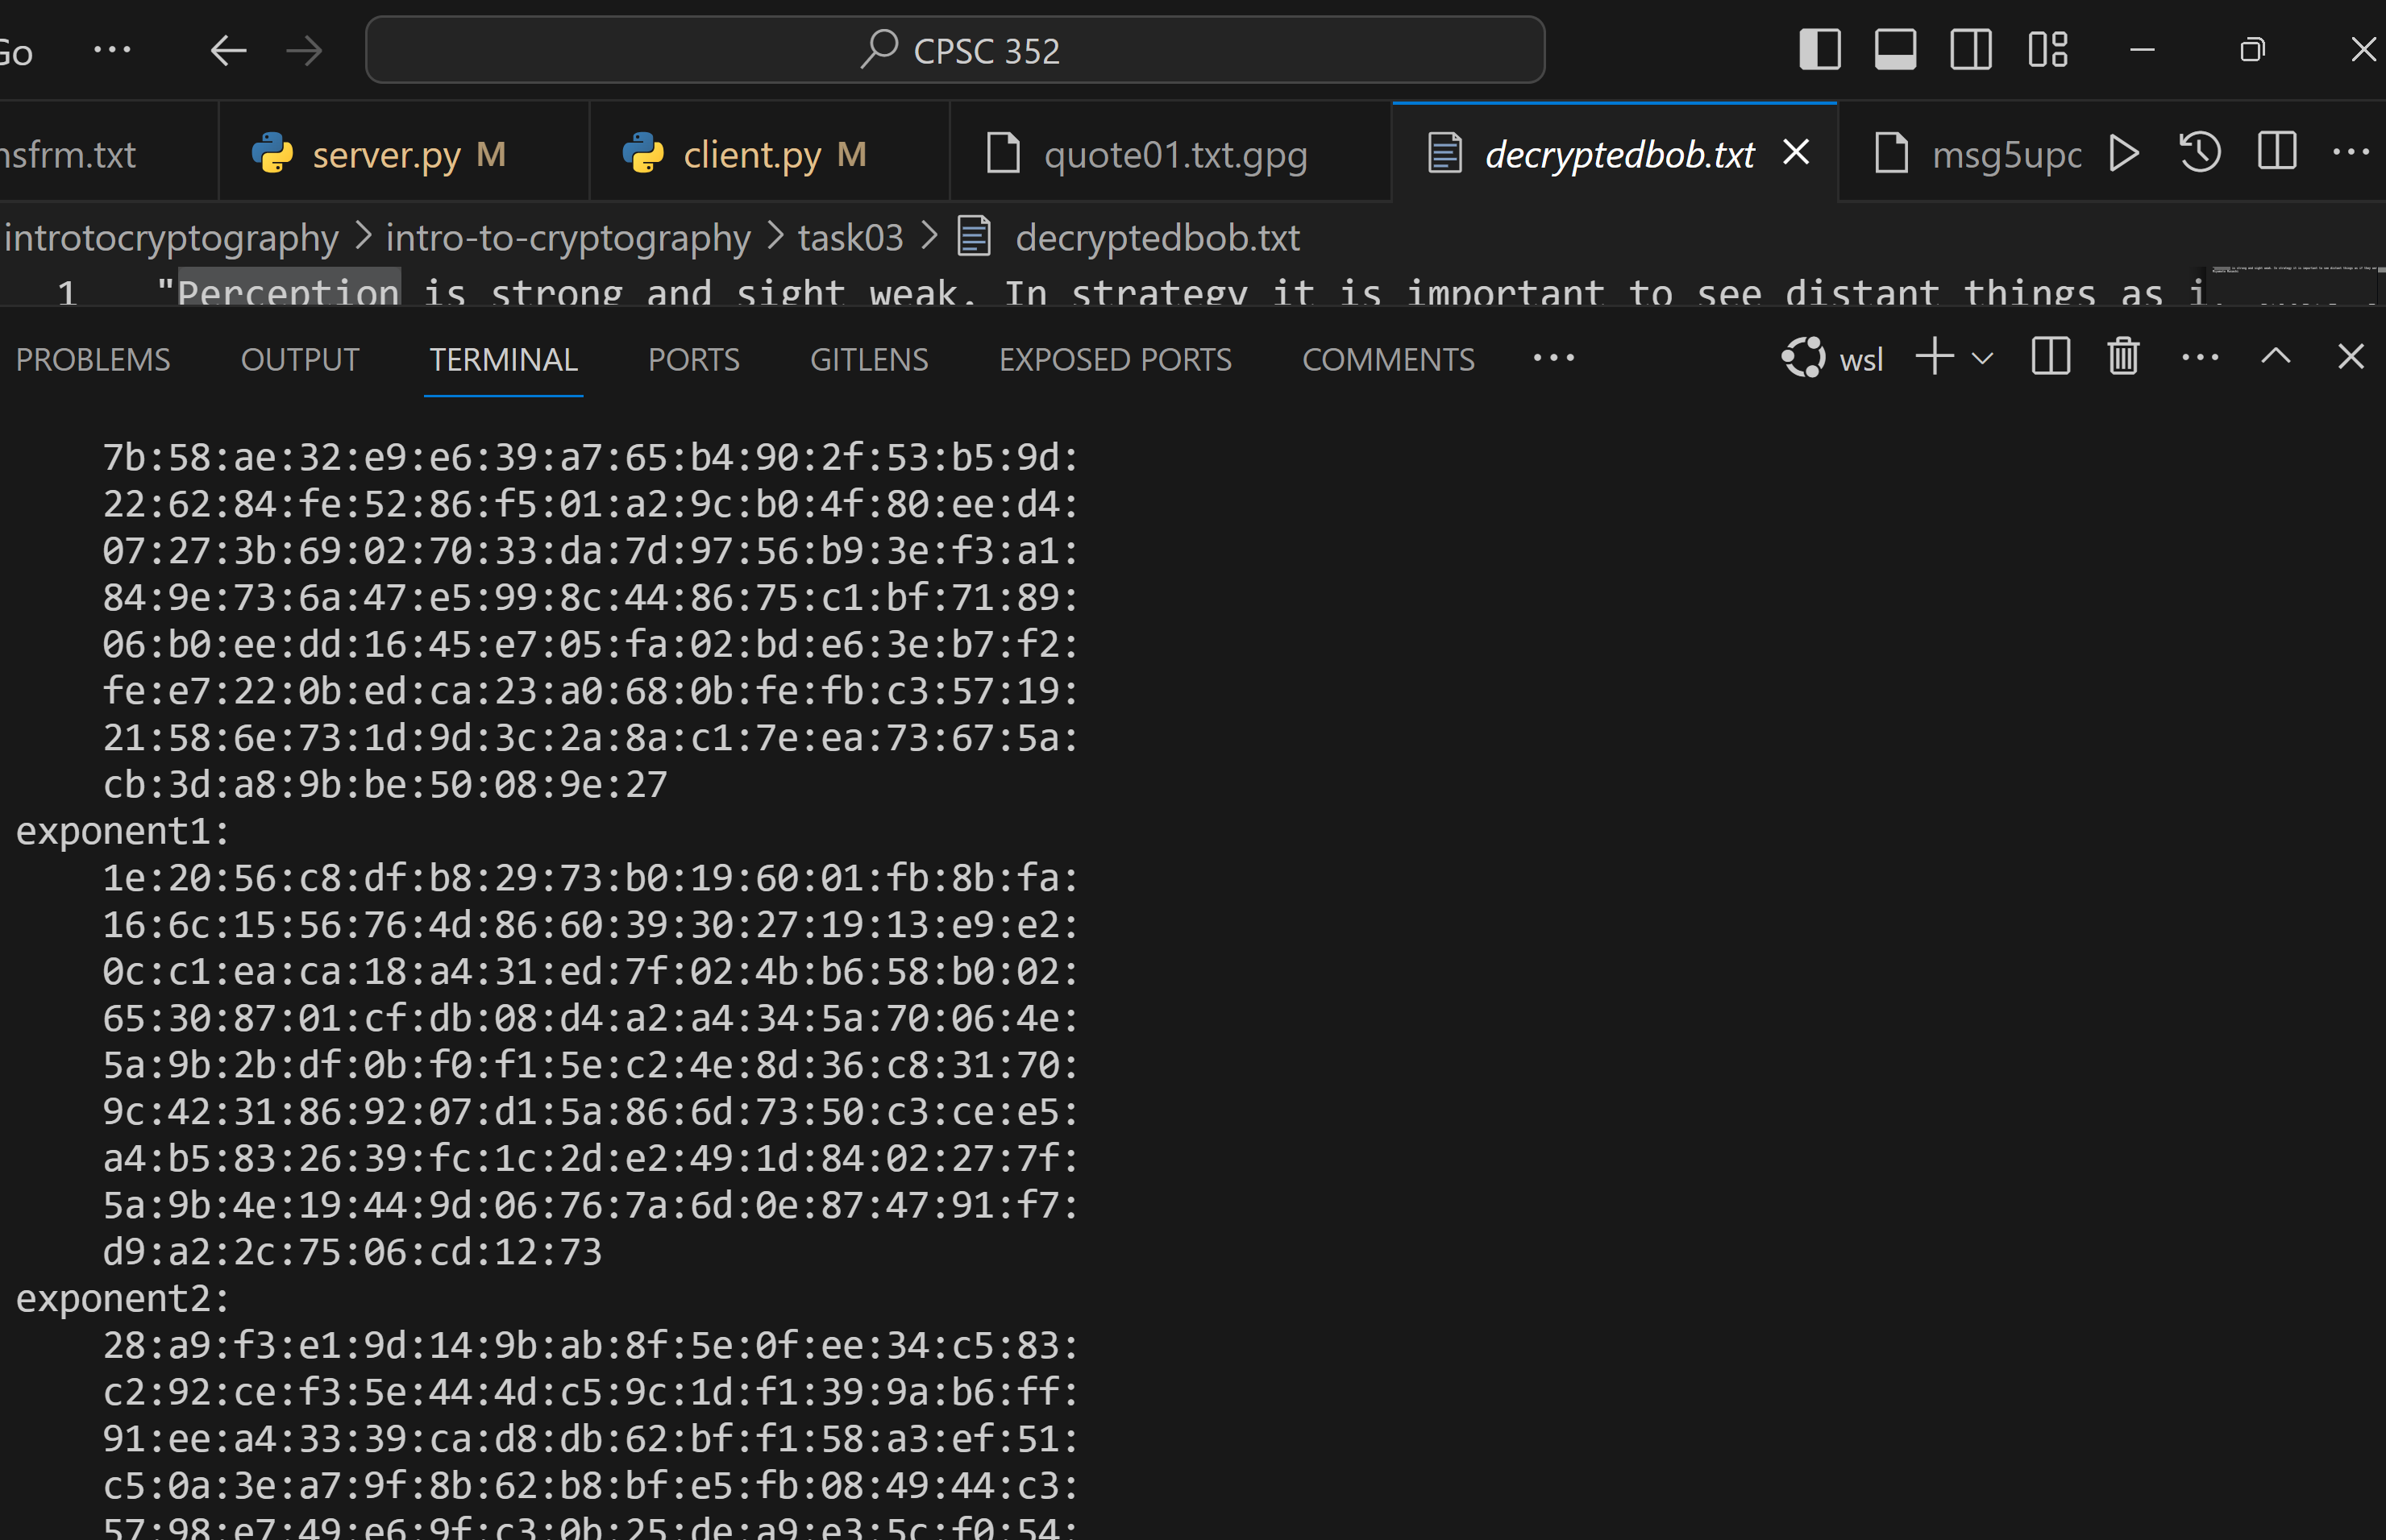 Go ··· CPSC 352
nsfrm.txt server.py M client.py M quote01.txt.gpg decryptedbob.txt msg5upc
introtocryptography > intro-to-cryptography > task03 > decryptedbob.txt
1 "Perception is strong and sight weak. In strategy it is important to see distant things as i
PROBLEMS OUTPUT TERMINAL PORTS GITLENS EXPOSED PORTS COMMENTS ··· wsl
7b:58:ae:32:e9:e6:39:a7:65:b4:90:2f:53:b5:9d:
22:62:84:fe:52:86:f5:01:a2:9c:b0:4f:80:ee:d4:
07:27:3b:69:02:70:33:da:7d:97:56:b9:3e:f3:a1:
84:9e:73:6a:47:e5:99:8c:44:86:75:c1:bf:71:89:
06:b0:ee:dd:16:45:e7:05:fa:02:bd:e6:3e:b7:f2:
fe:e7:22:0b:ed:ca:23:a0:68:0b:fe:fb:c3:57:19:
21:58:6e:73:1d:9d:3c:2a:8a:c1:7e:ea:73:67:5a:
cb:3d:a8:9b:be:50:08:9e:27
exponent1:
1e:20:56:c8:df:b8:29:73:b0:19:60:01:fb:8b:fa:
16:6c:15:56:76:4d:86:60:39:30:27:19:13:e9:e2:
0c:c1:ea:ca:18:a4:31:ed:7f:02:4b:b6:58:b0:02:
65:30:87:01:cf:db:08:d4:a2:a4:34:5a:70:06:4e:
5a:9b:2b:df:0b:f0:f1:5e:c2:4e:8d:36:c8:31:70:
9c:42:31:86:92:07:d1:5a:86:6d:73:50:c3:ce:e5:
a4:b5:83:26:39:fc:1c:2d:e2:49:1d:84:02:27:7f:
5a:9b:4e:19:44:9d:06:76:7a:6d:0e:87:47:91:f7:
d9:a2:2c:75:06:cd:12:73
exponent2:
28:a9:f3:e1:9d:14:9b:ab:8f:5e:0f:ee:34:c5:83:
c2:92:ce:f3:5e:44:4d:c5:9c:1d:f1:39:9a:b6:ff:
91:ee:a4:33:39:ca:d8:db:62:bf:f1:58:a3:ef:51:
c5:0a:3e:a7:9f:8b:62:b8:bf:e5:fb:08:49:44:c3:
57:98:e7:49:e6:9f:c3:0b:25:de:a9:e3:5c:f0:54: